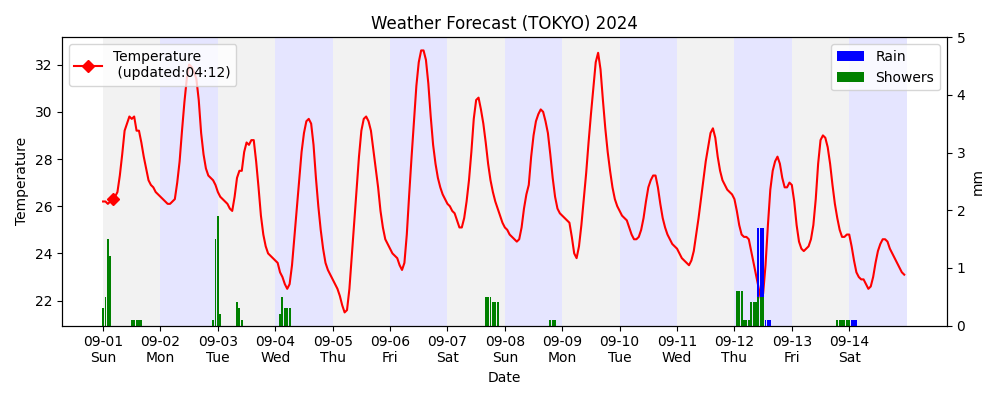 Weather Forecast (TOKYO) 2024
Temperature
(updated:04:12)
Rain
Showers
Temperature
32
30
28
26
24
22
5
4
3
2
1
0
mm
09-01 09-02 09-03 09-04 09-05 09-06 09-07 09-08 09-09 09-10 09-11 09-12 09-13 09-14
Sun Mon Tue Wed Thu Fri Sat Sun Mon Tue Wed Thu Fri Sat
Date